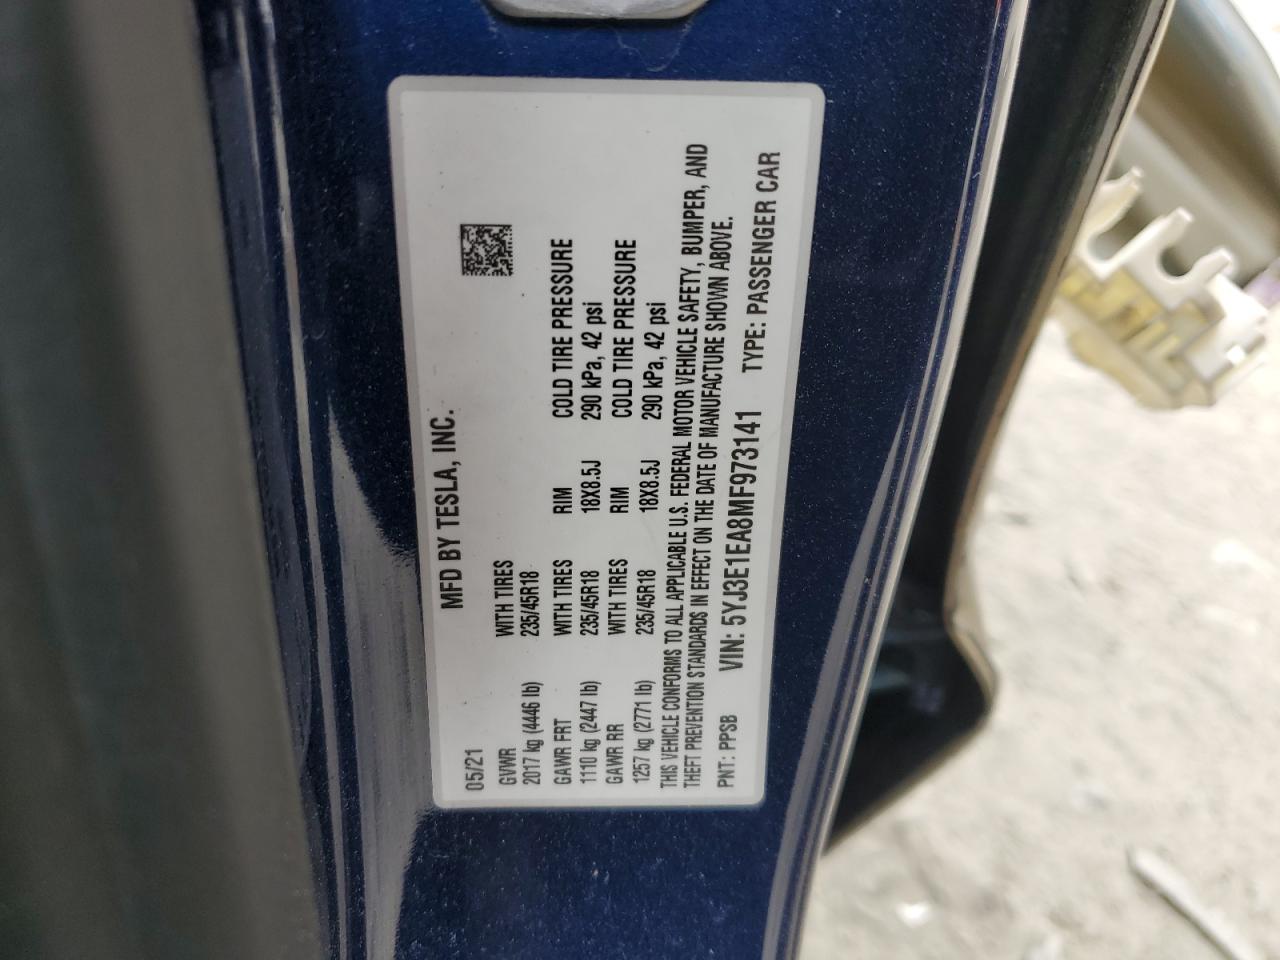 MFD BY TESLA, INC.
05/21
GVWR WITH TIRES
2017 kg (4446 lb) 235/45R18
GAWR FRT WITH TIRES RIM COLD TIRE PRESSURE
1110 kg (2447 lb) 235/45R18 18X8.5J 290 kPa, 42 psi
GAWR RR WITH TIRES RIM COLD TIRE PRESSURE
1257 kg (2771 lb) 235/45R18 18X8.5J 290 kPa, 42 psi
THIS VEHICLE CONFORMS TO ALL APPLICABLE U.S. FEDERAL MOTOR VEHICLE SAFETY, BUMPER, AND
THEFT PREVENTION STANDARDS IN EFFECT ON THE DATE OF MANUFACTURE SHOWN ABOVE.
PNT: PPSB VIN: 5YJ3E1EA8MF973141 TYPE: PASSENGER CAR